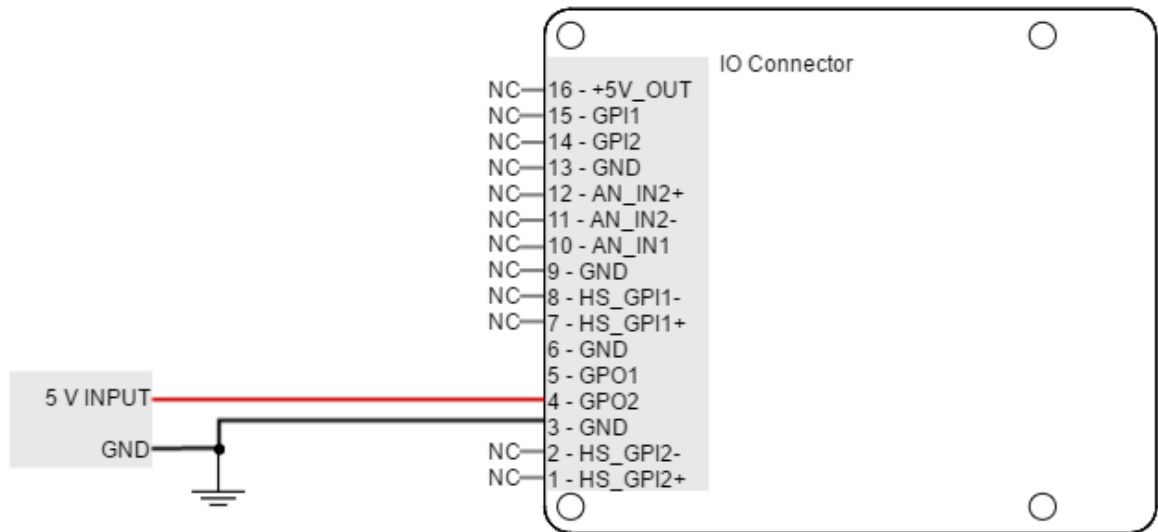 IO Connector
NC 16 - +5V_OUT
NC 15 - GPI1
NC 14 - GPI2
NC 13 - GND
NC 12 - AN_IN2+
NC 11 - AN_IN2-
NC 10 - AN_IN1
NC 9 - GND
NC 8 - HS_GPI1-
NC 7 - HS_GPI1+
6 - GND
5 - GPO1
5 V INPUT 4 - GPO2
3 - GND
GND NC 2 - HS_GPI2-
NC 1 - HS_GPI2+